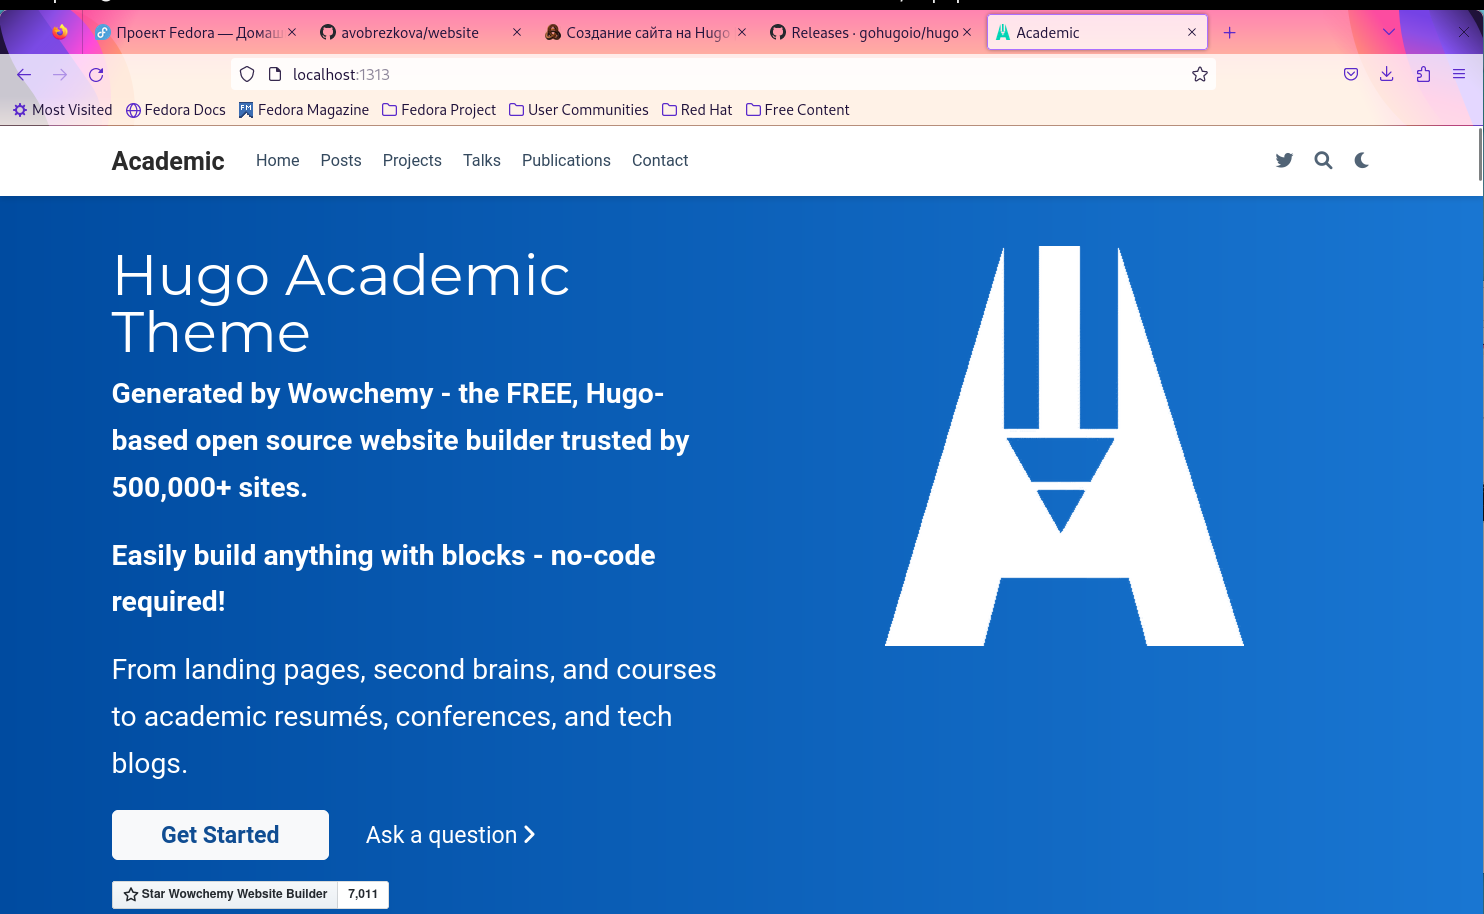 Проект Fedora — Домаш
avobrezkova/website
Создание сайта на Hugo
Releases · gohugoio/hugo
Academic
localhost:1313
Most Visited
Fedora Docs
Fedora Magazine
Fedora Project
User Communities
Red Hat
Free Content
Academic
Home
Posts
Projects
Talks
Publications
Contact
Hugo Academic
Theme
Generated by Wowchemy - the FREE, Hugo-
based open source website builder trusted by
500,000+ sites.
Easily build anything with blocks - no-code
required!
From landing pages, second brains, and courses
to academic resumés, conferences, and tech
blogs.
Get Started
Ask a question
Star Wowchemy Website Builder
7,011